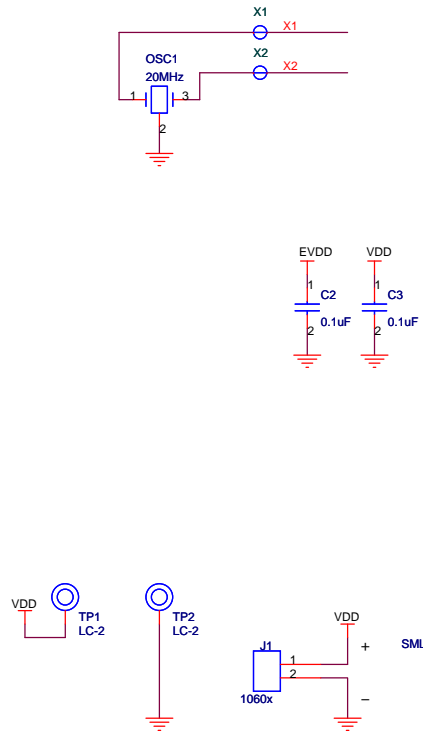 X1
X1
X2
X2
OSC1
20MHz
1
3
2
EVDD
VDD
1
1
C2
C3
0.1uF
0.1uF
2
2
VDD
TP1
LC-2
TP2
LC-2
VDD
+
SML
J1
1
2
1060x
−